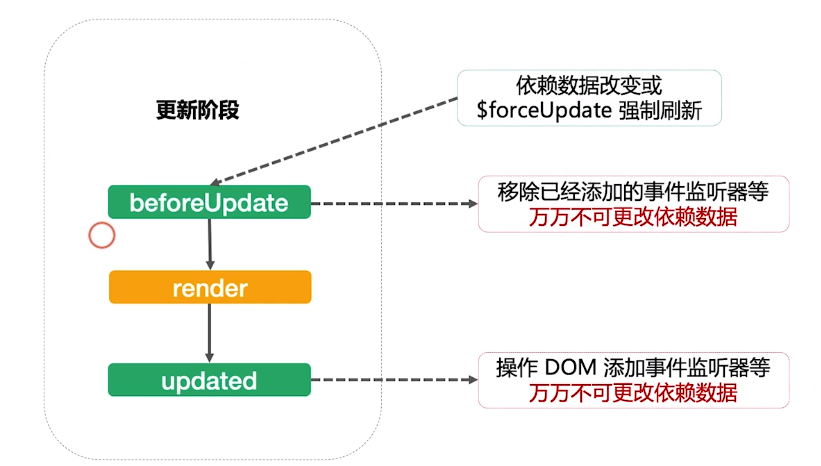 更新阶段
依赖数据改变或
$forceUpdate 强制刷新
beforeUpdate
移除已经添加的事件监听器等
万万不可更改依赖数据
render
updated
操作 DOM 添加事件监听器等
万万不可更改依赖数据